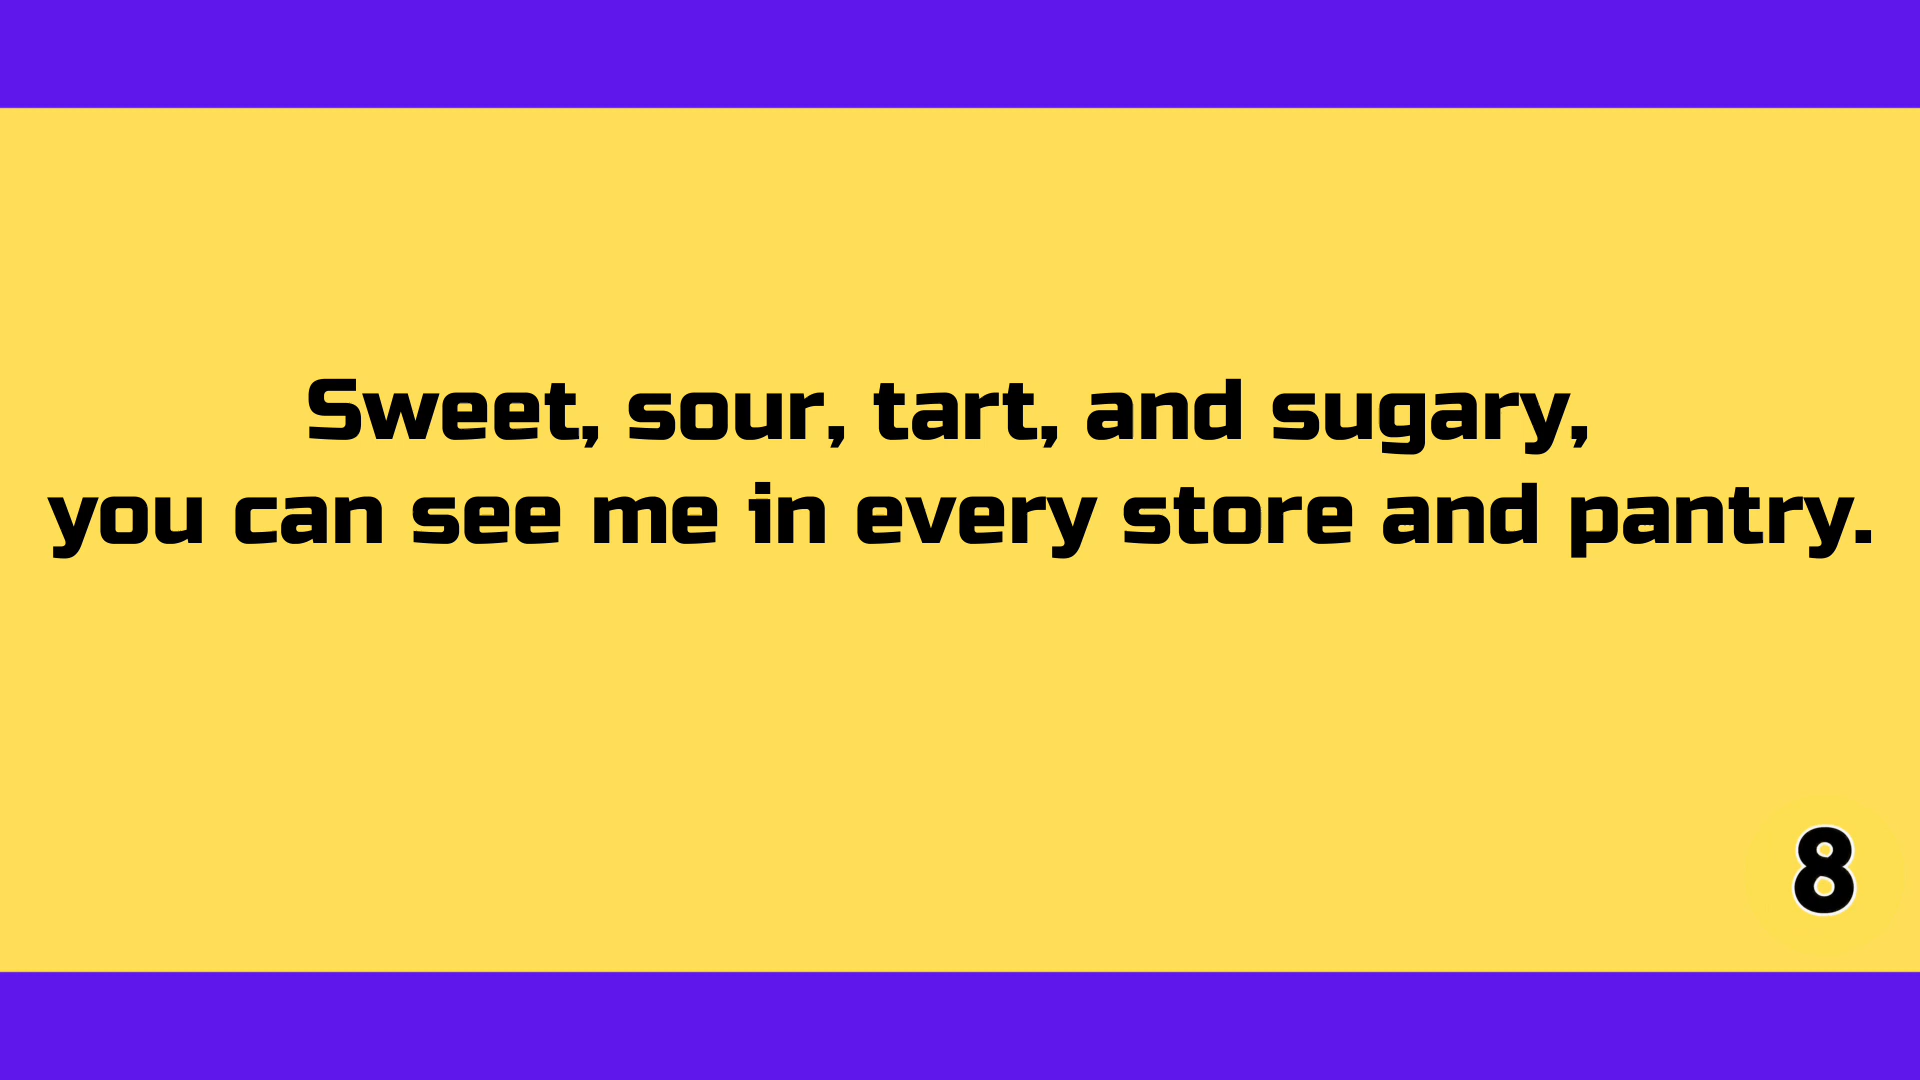 Sweet, sour, tart, and sugary,
you can see me in every store and pantry.
8